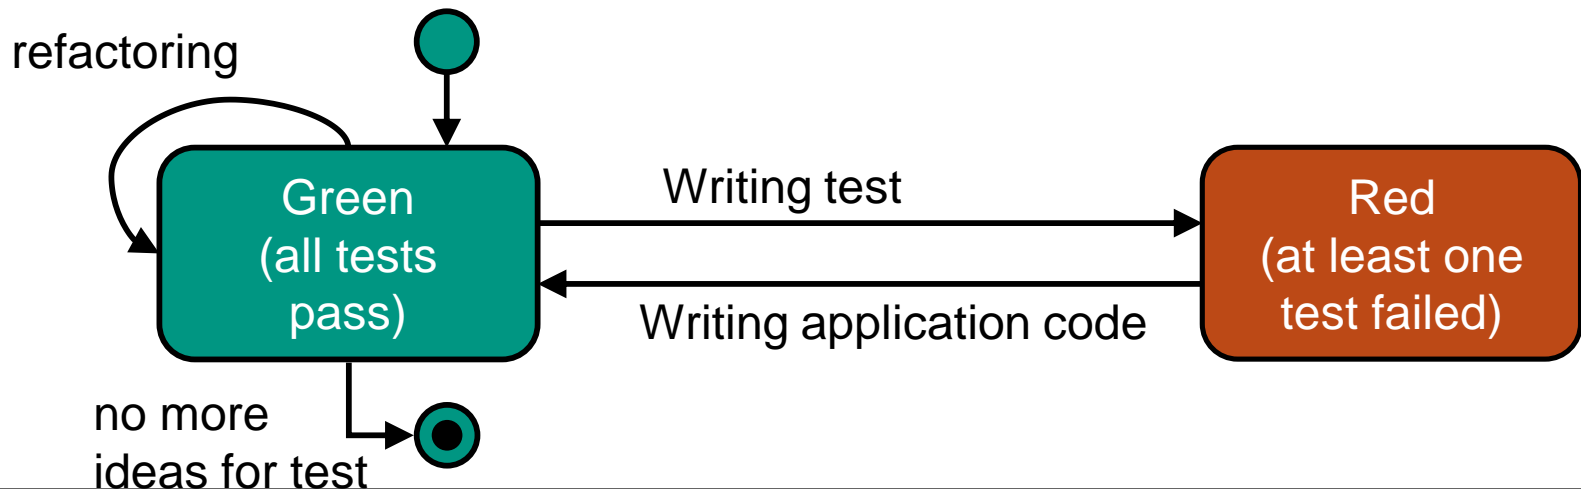 refactoring
Green
(all tests
pass)
Writing test
Writing application code
Red
(at least one
test failed)
no more
ideas for test